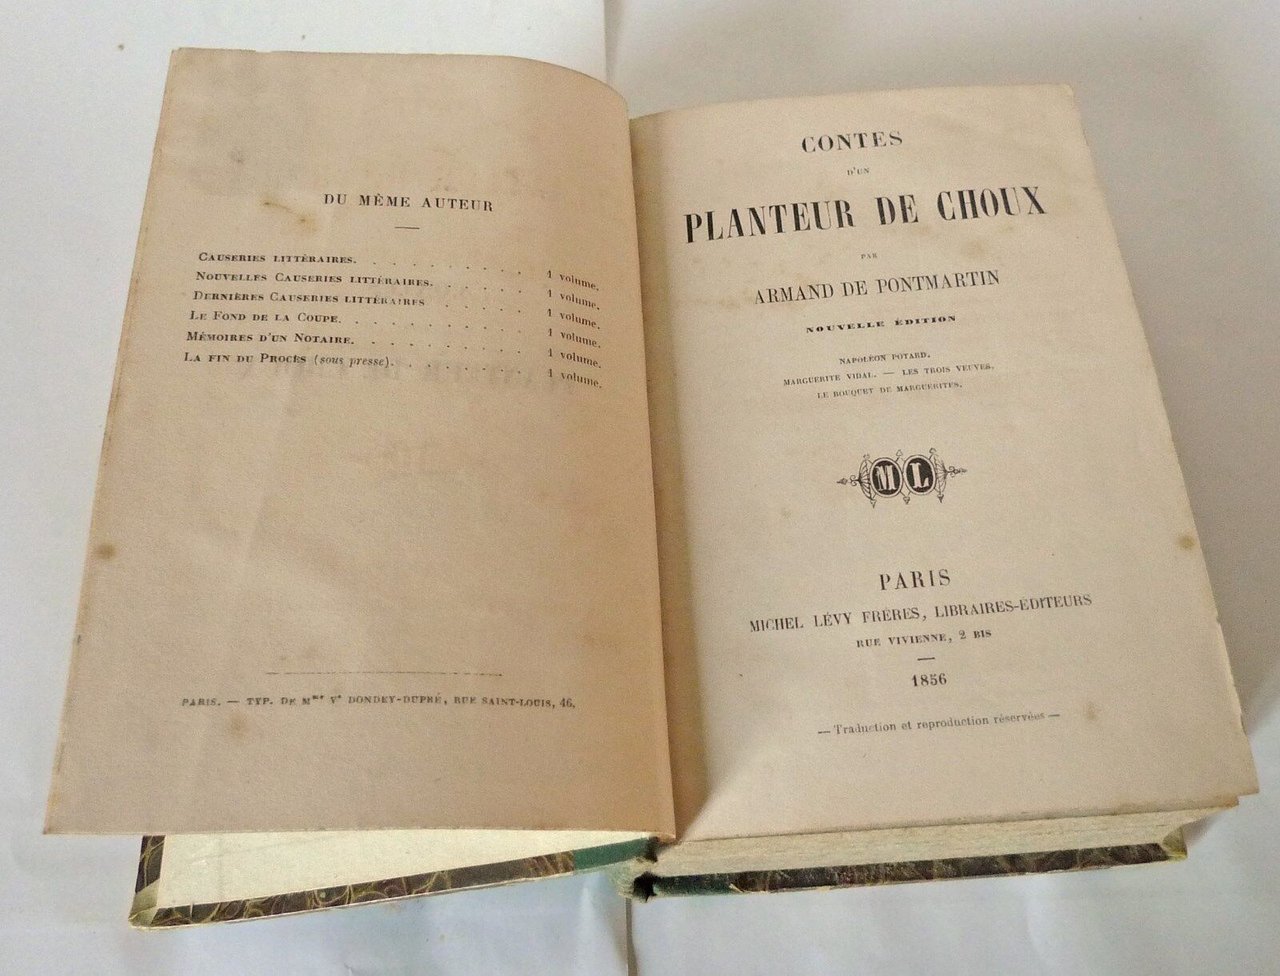 DU MÊME AUTEUR
CAUSERIES LITTÉRAIRES. . . . . . . . . 1 volume.
NOUVELLES CAUSERIES LITTÉRAIRES. . . . . 1 volume.
DERNIÈRES CAUSERIES LITTÉRAIRES . . . . . 1 volume.
LE FOND DE LA COUPE. . . . . . . . . 1 volume.
MÉMOIRES D'UN NOTAIRE. . . . . . . . 1 volume.
LA FIN DU PROCÈS (sous presse). . . . . . 1 volume.
PARIS. — TYP. DE Mme Ve DONDEY-DUPRÉ, RUE SAINT-LOUIS, 46.
CONTES
D'UN
PLANTEUR DE CHOUX
PAR
ARMAND DE PONTMARTIN
NOUVELLE ÉDITION
NAPOLÉON POTARD.
MARGUERITE VIDAL. — LES TROIS VEUVES.
LE BOUQUET DE MARGUERITES.
ML
PARIS
MICHEL LÉVY FRÈRES, LIBRAIRES-ÉDITEURS
RUE VIVIENNE, 2 BIS
1856
— Traduction et reproduction réservées —